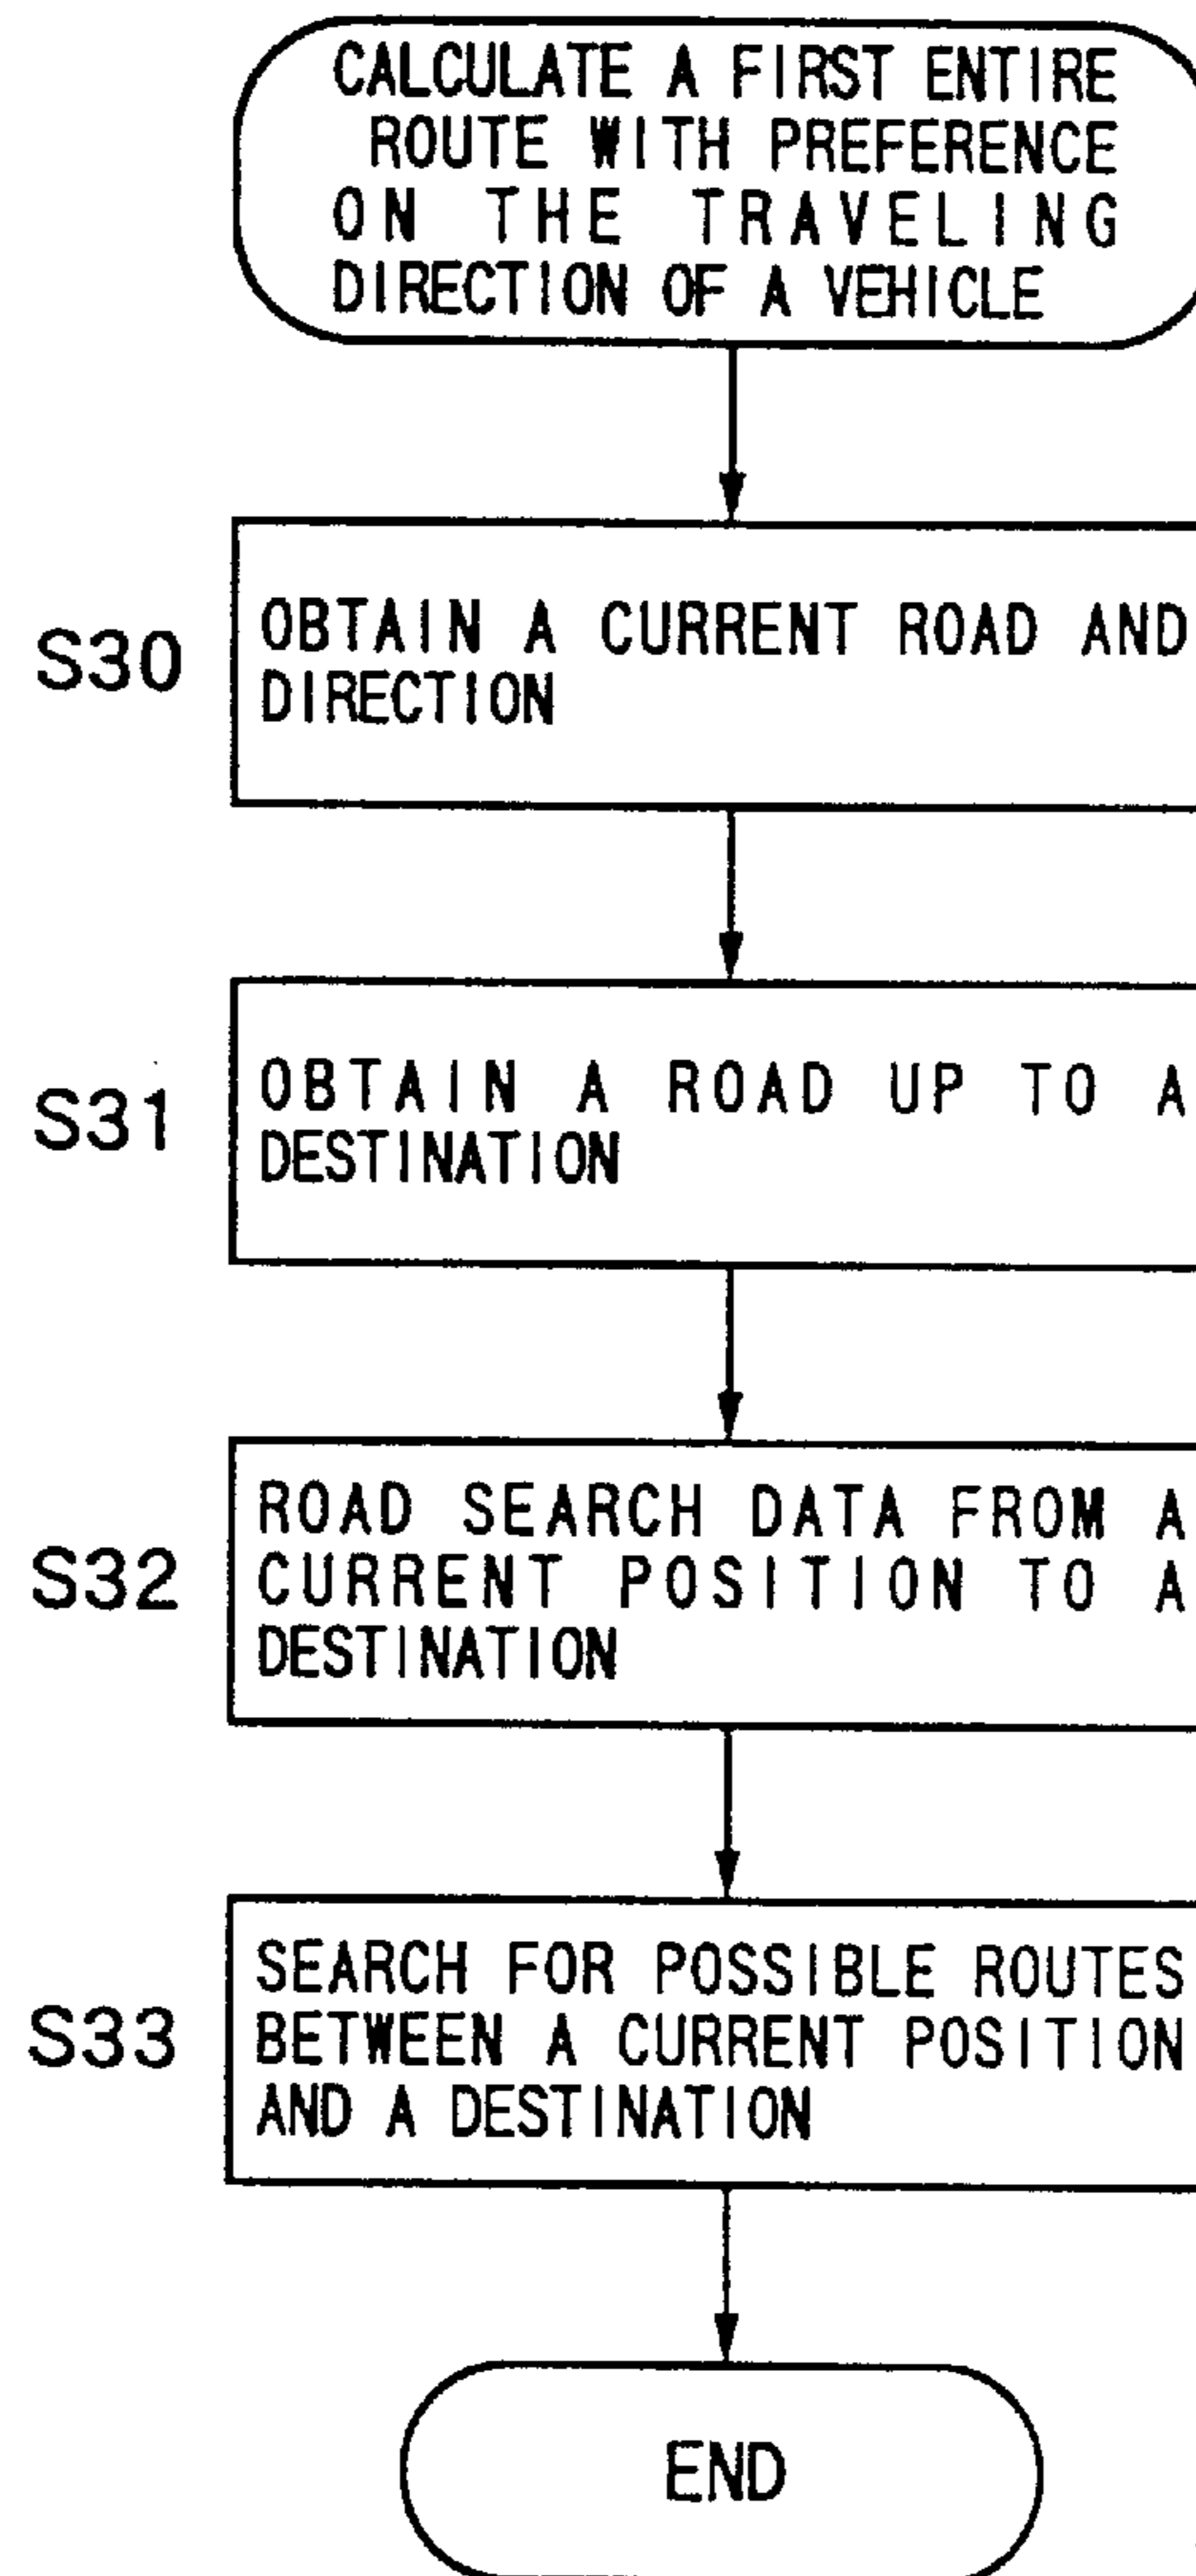 CALCULATE A FIRST ENTIRE
ROUTE WITH PREFERENCE
ON THE TRAVELING
DIRECTION OF A VEHICLE
S30
OBTAIN A CURRENT ROAD AND
DIRECTION
S31
OBTAIN A ROAD UP TO A
DESTINATION
S32
ROAD SEARCH DATA FROM A
CURRENT POSITION TO A
DESTINATION
S33
SEARCH FOR POSSIBLE ROUTES
BETWEEN A CURRENT POSITION
AND A DESTINATION
END